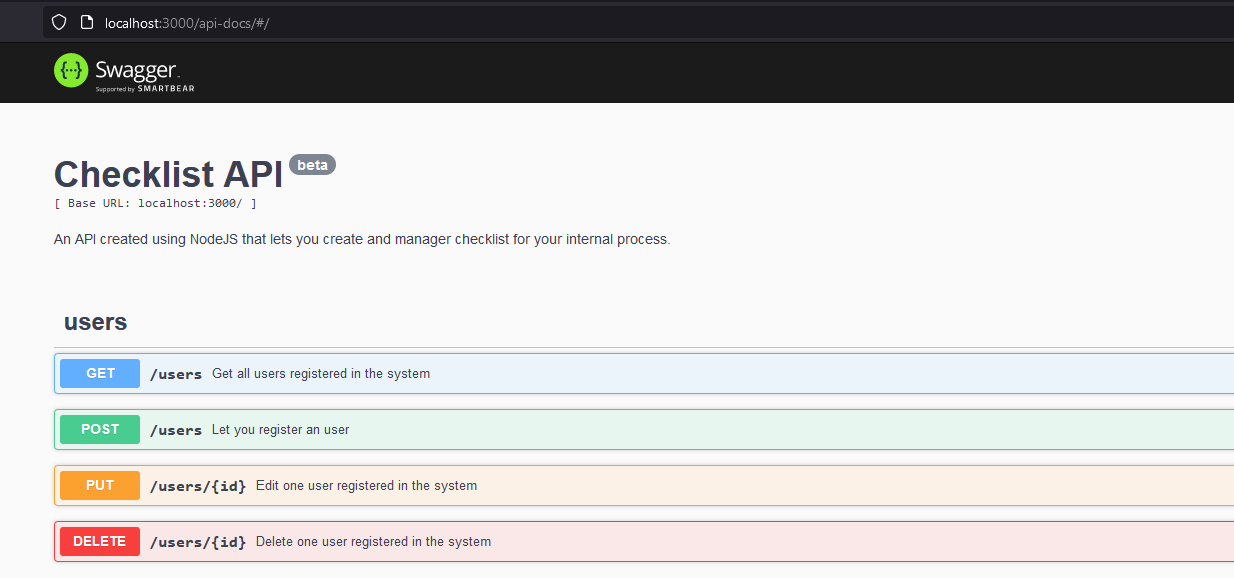 localhost:3000/api-docs/#/
{··} Swagger.
Supported by SMARTBEAR
Checklist API beta
[ Base URL: localhost:3000/ ]
An API created using NodeJS that lets you create and manager checklist for your internal process.
users
GET /users Get all users registered in the system
POST /users Let you register an user
PUT /users/{id} Edit one user registered in the system
DELETE /users/{id} Delete one user registered in the system